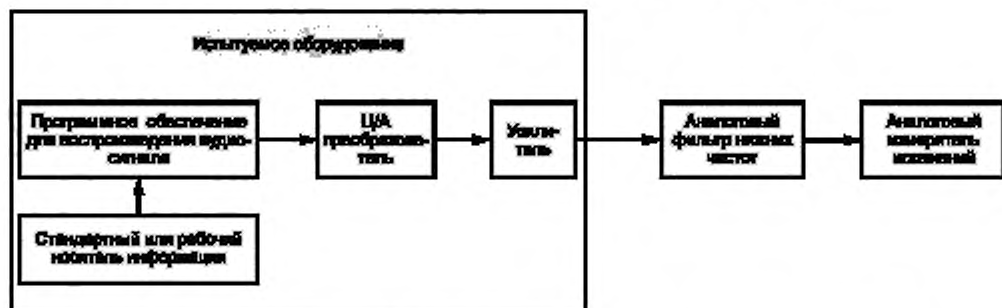 Испытуемое оборудование
Программное обеспечение
для воспроизведения аудио-
сигнала
Ц/А
преобразова-
тель
Усили-
тель
Аналоговый
фильтр нижних
частот
Аналоговый
измеритель
искажений
Стандартный или рабочий
носитель информации